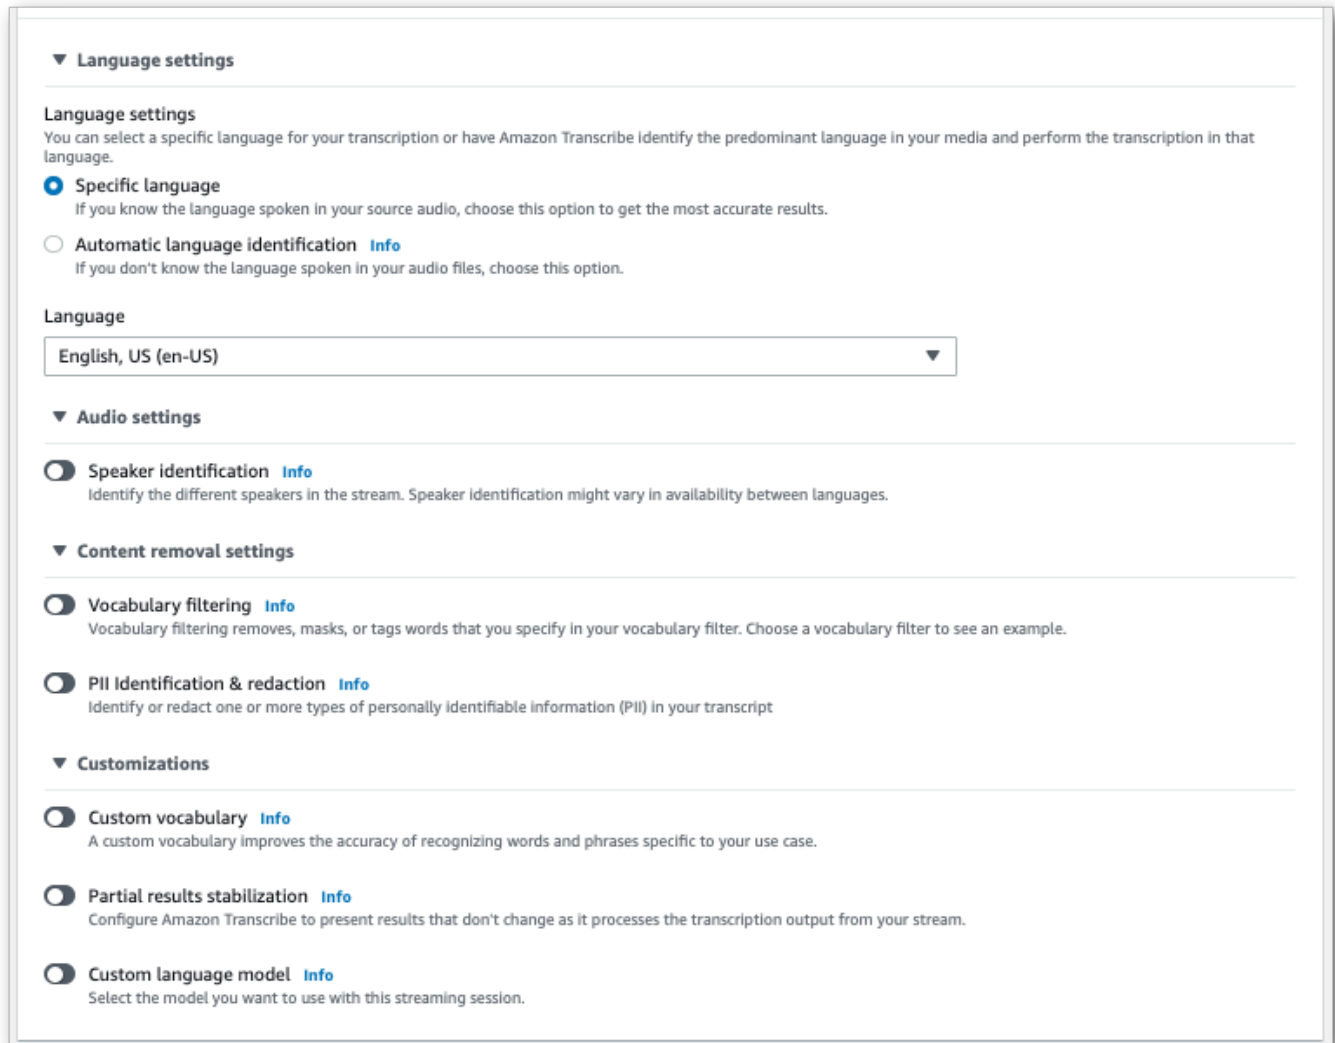 Language settings
Language settings
You can select a specific language for your transcription or have Amazon Transcribe identify the predominant language in your media and perform the transcription in that
language.
Specific language
If you know the language spoken in your source audio, choose this option to get the most accurate results.
Automatic language identification Info
If you don't know the language spoken in your audio files, choose this option.
Language
English, US (en-US)
Audio settings
Speaker identification Info
Identify the different speakers in the stream. Speaker identification might vary in availability between languages.
Content removal settings
Vocabulary filtering Info
Vocabulary filtering removes, masks, or tags words that you specify in your vocabulary filter. Choose a vocabulary filter to see an example.
PII Identification & redaction Info
Identify or redact one or more types of personally identifiable information (PII) in your transcript
Customizations
Custom vocabulary Info
A custom vocabulary improves the accuracy of recognizing words and phrases specific to your use case.
Partial results stabilization Info
Configure Amazon Transcribe to present results that don't change as it processes the transcription output from your stream.
Custom language model Info
Select the model you want to use with this streaming session.